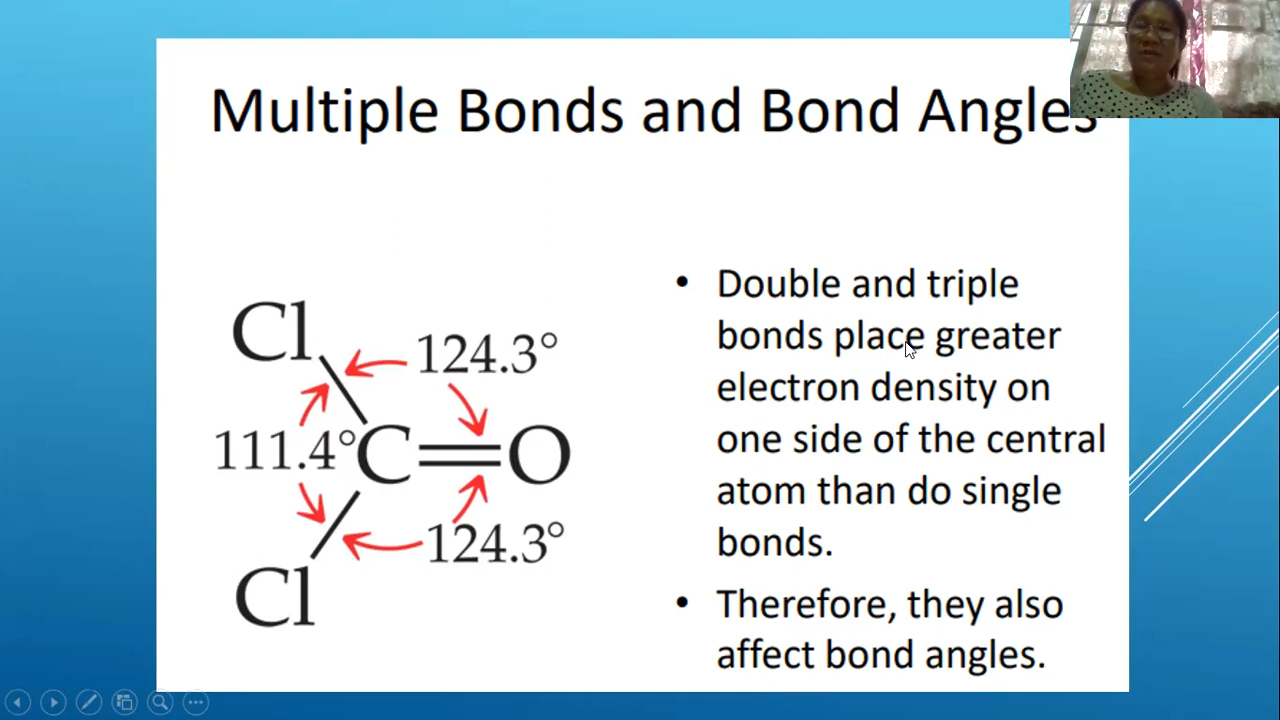 Multiple Bonds and Bond Angles
Cl
124.3°
111.4°
C
O
124.3°
Cl
• Double and triple
bonds place greater
electron density on
one side of the central
atom than do single
bonds.
• Therefore, they also
affect bond angles.